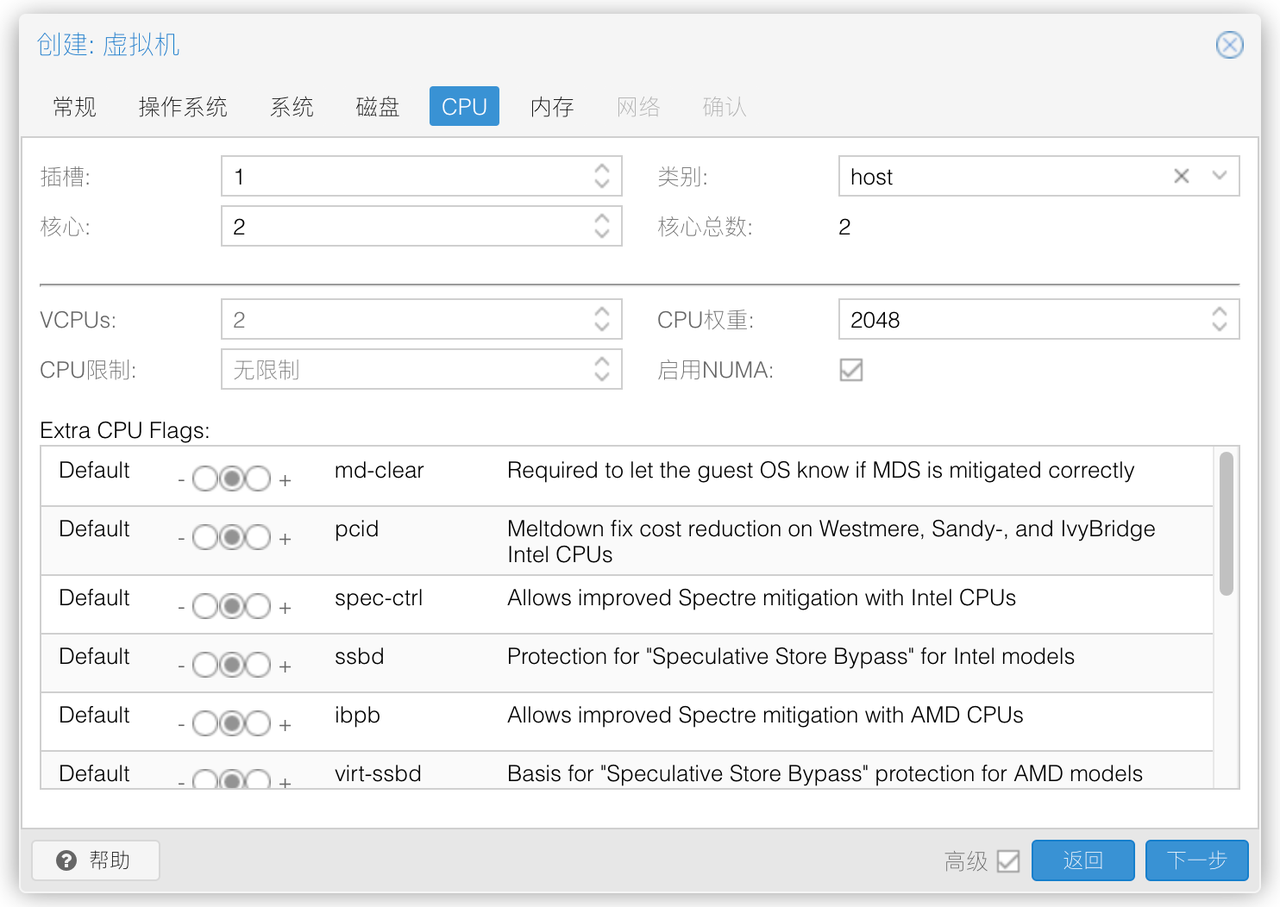 创建: 虚拟机
常规 操作系统 系统 磁盘 CPU 内存 网络 确认
插槽: 1 类别: host
核心: 2 核心总数: 2
VCPUs: 2 CPU权重: 2048
CPU限制: 无限制 启用NUMA:
Extra CPU Flags:
Default - + md-clear Required to let the guest OS know if MDS is mitigated correctly
Default - + pcid Meltdown fix cost reduction on Westmere, Sandy-, and IvyBridge
Intel CPUs
Default - + spec-ctrl Allows improved Spectre mitigation with Intel CPUs
Default - + ssbd Protection for "Speculative Store Bypass" for Intel models
Default - + ibpb Allows improved Spectre mitigation with AMD CPUs
Default - + virt-ssbd Basis for "Speculative Store Bypass" protection for AMD models
? 帮助 高级 返回 下一步